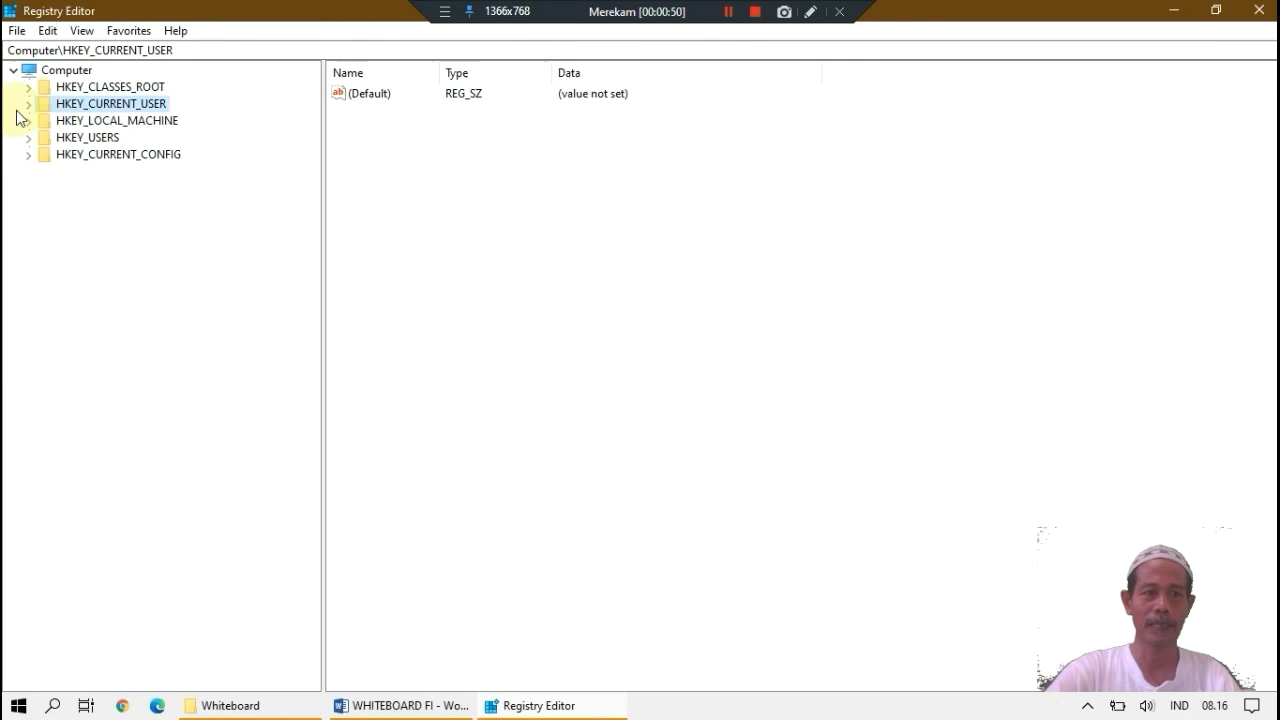 Registry Editor
1366x768
Merekam [00:00:50]
File Edit View Favorites Help
Computer\HKEY_CURRENT_USER
Computer
HKEY_CLASSES_ROOT
HKEY_CURRENT_USER
HKEY_LOCAL_MACHINE
HKEY_USERS
HKEY_CURRENT_CONFIG
Name Type Data
ab (Default) REG_SZ (value not set)
Whiteboard
WHITEBOARD FI - Wo...
Registry Editor
IND
08.16